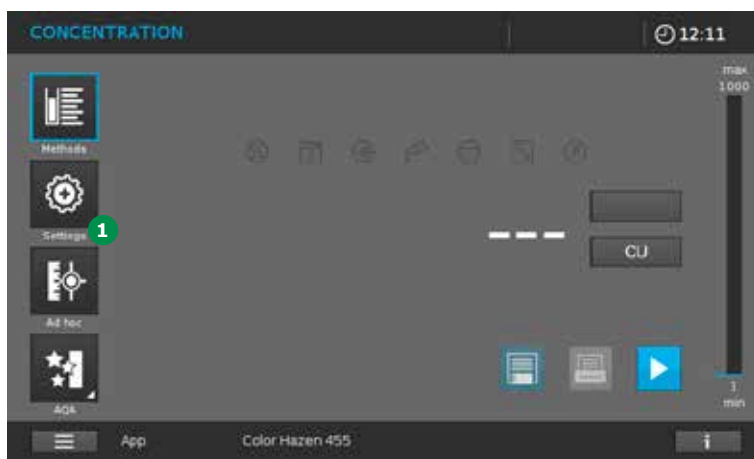 CONCENTRATION
12:11
max
1000
Methods
Settings
1
CU
Ad hoc
AQA
1
min
App
Color Hazen 455
i